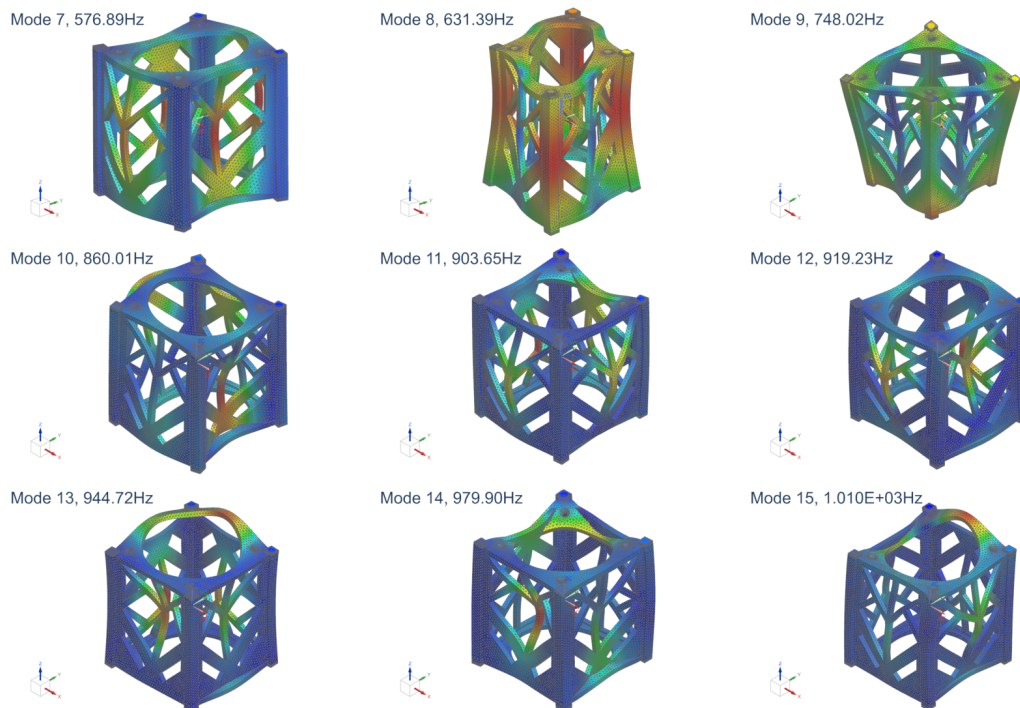 Mode 7, 576.89Hz
Mode 8, 631.39Hz
Mode 9, 748.02Hz
Mode 10, 860.01Hz
Mode 11, 903.65Hz
Mode 12, 919.23Hz
Mode 13, 944.72Hz
Mode 14, 979.90Hz
Mode 15, 1.010E+03Hz